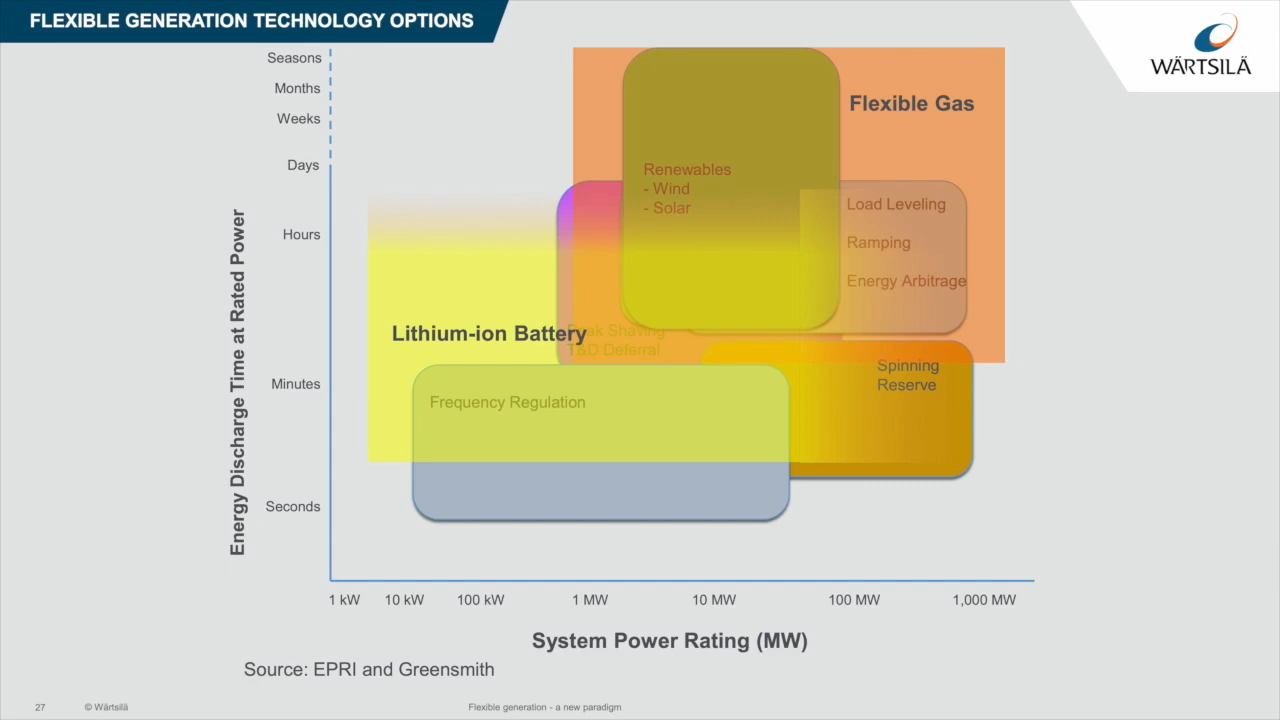 FLEXIBLE GENERATION TECHNOLOGY OPTIONS
WÄRTSILÄ
Seasons
Months
Weeks
Days
Hours
Minutes
Seconds
Energy Discharge Time at Rated Power
Flexible Gas
Renewables
- Wind
- Solar
Load Leveling
Ramping
Energy Arbitrage
Lithium-ion Battery
Peak Shaving
T&D Deferral
Spinning
Reserve
Frequency Regulation
1 kW 10 kW 100 kW 1 MW 10 MW 100 MW 1,000 MW
System Power Rating (MW)
Source: EPRI and Greensmith
27 © Wärtsilä Flexible generation - a new paradigm